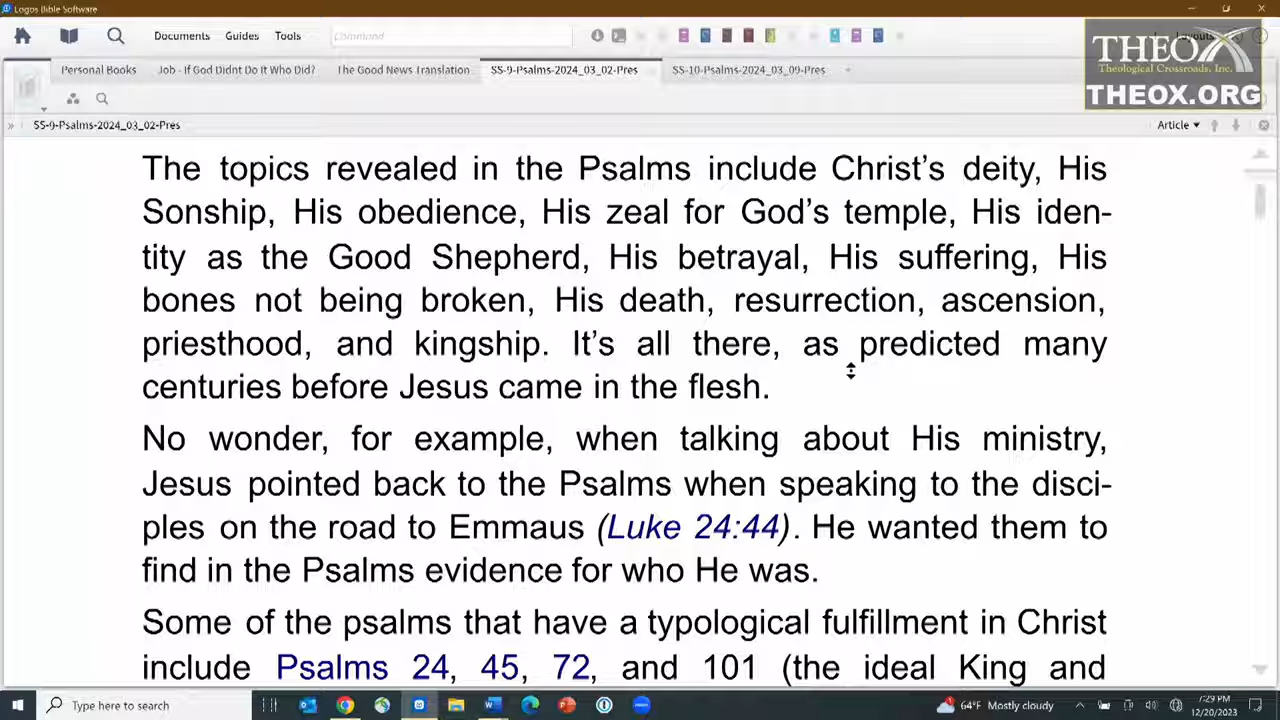 Logos Bible Software
Documents Guides Tools Command
THEOX
Theological Crossroads, Inc.
THEOX.ORG
Personal Books Job - If God Didnt Do It Who Did? SS-9-Psalms-2024_03_02-Pres SS-10-Psalms-2024_03_09-Pres
SS-9-Psalms-2024_03_02-Pres Article
The topics revealed in the Psalms include Christ's deity, His
Sonship, His obedience, His zeal for God's temple, His iden-
tity as the Good Shepherd, His betrayal, His suffering, His
bones not being broken, His death, resurrection, ascension,
priesthood, and kingship. It's all there, as predicted many
centuries before Jesus came in the flesh.
No wonder, for example, when talking about His ministry,
Jesus pointed back to the Psalms when speaking to the disci-
ples on the road to Emmaus (Luke 24:44). He wanted them to
find in the Psalms evidence for who He was.
Some of the psalms that have a typological fulfillment in Christ
include Psalms 24, 45, 72, and 101 (the ideal King and
Type here to search
64°F Mostly cloudy
7:29 PM
12/20/2023